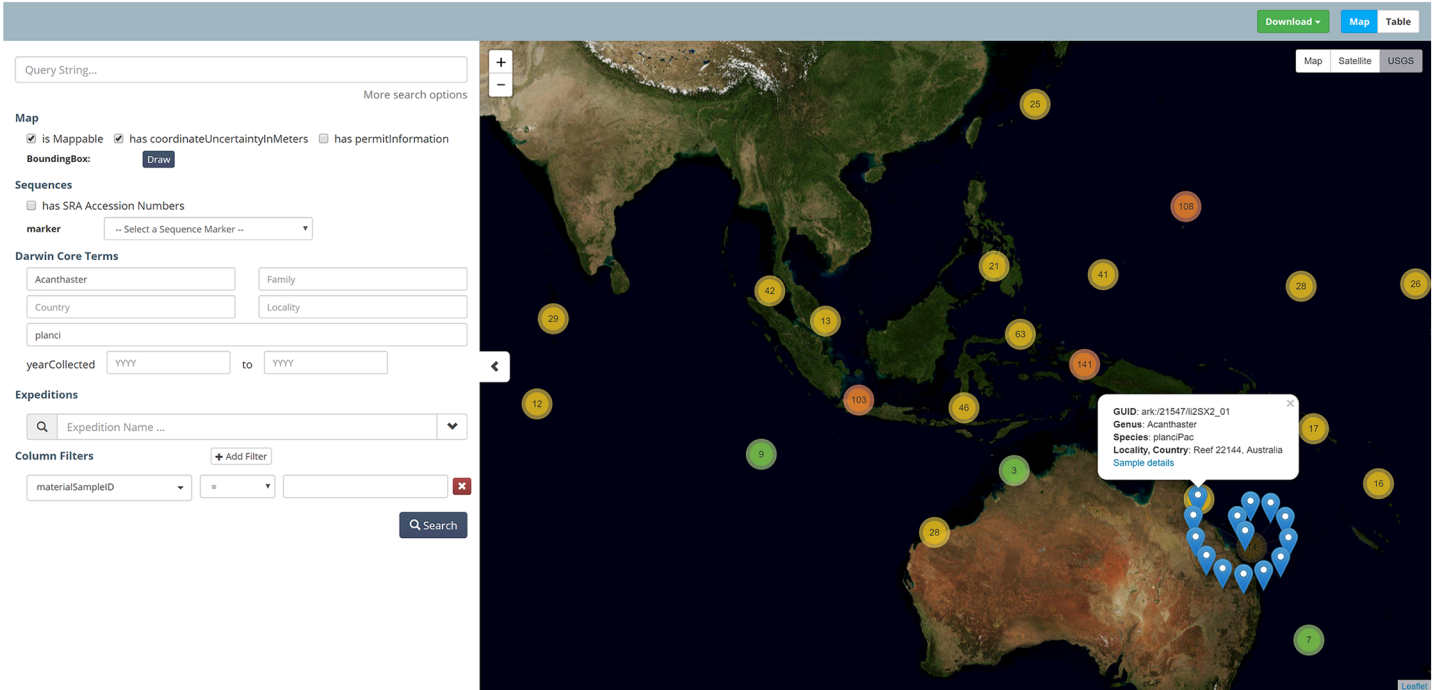 Download
Map Table
Query String...
More search options
Map
is Mappable has coordinateUncertaintyInMeters has permitInformation
BoundingBox: Draw
Sequences
has SRA Accession Numbers
marker -- Select a Sequence Marker --
Darwin Core Terms
Acanthaster Family
Country Locality
planci
yearCollected YYYY to YYYY
Expeditions
Expedition Name ...
Column Filters + Add Filter
materialSampleID =
Search
+
−
Map Satellite USGS
25
108
21
41
42
28
26
29
13
63
141
12
103
46
17
9
3
16
28
7
GUID: ark:/21547/li2SX2_01
Genus: Acanthaster
Species: planciPac
Locality, Country: Reef 22144, Australia
Sample details
Leaflet